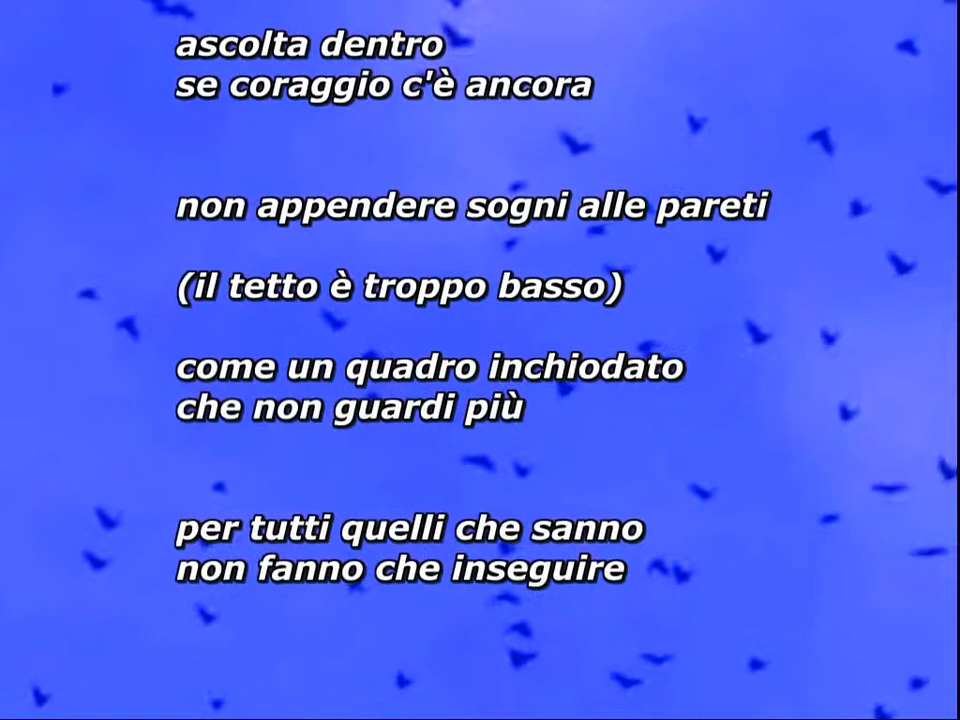 ascolta dentro
se coraggio c'è ancora
non appendere sogni alle pareti
(il tetto è troppo basso)
come un quadro inchiodato
che non guardi più
per tutti quelli che sanno
non fanno che inseguire